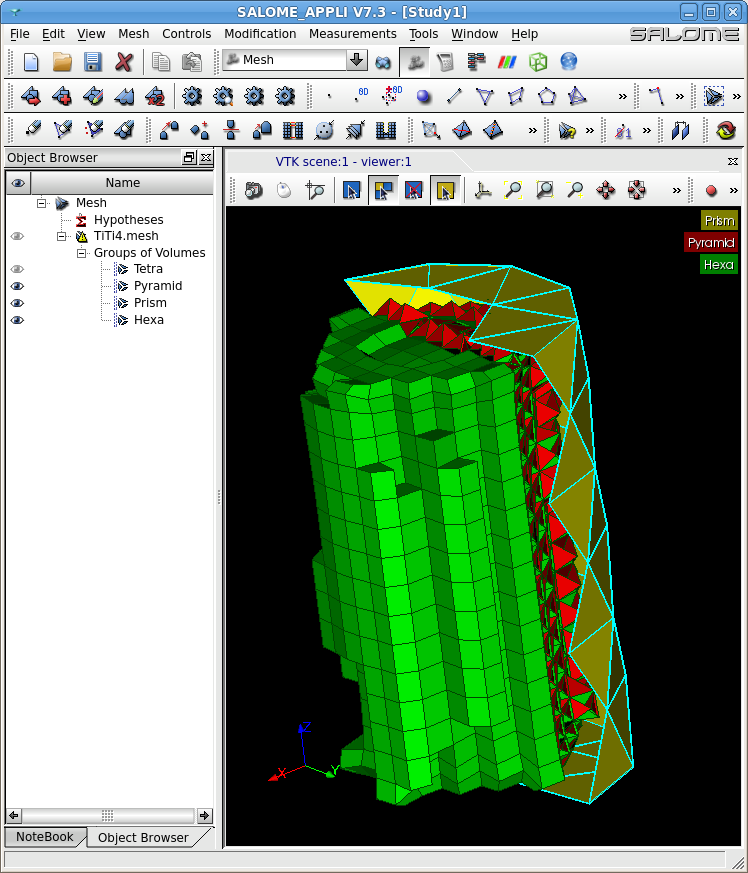 SALOME_APPLI V7.3 - [Study1]
File Edit View Mesh Controls Modification Measurements Tools Window Help
SALOME
Mesh
0D 0D
Object Browser
VTK scene:1 - viewer:1
Name
Mesh
Hypotheses
TiTi4.mesh
Groups of Volumes
Tetra
Pyramid
Prism
Hexa
Prism
Pyramid
Hexa
Z
X
Y
NoteBook
Object Browser